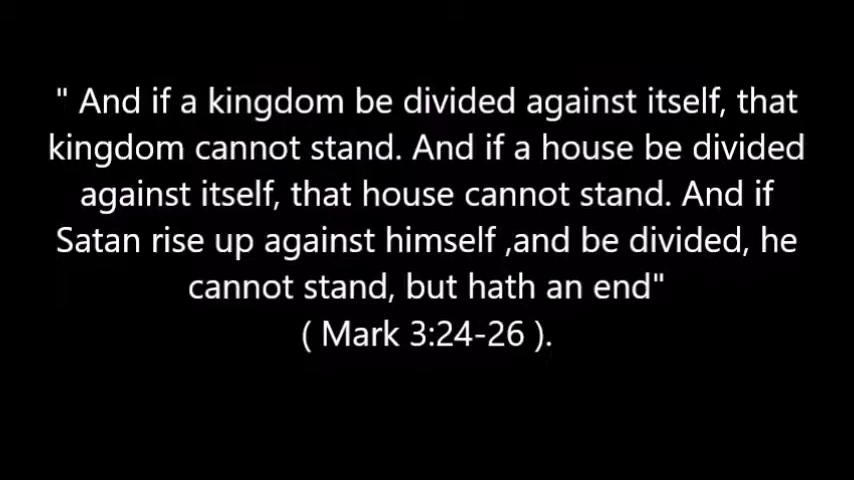 " And if a kingdom be divided against itself, that
kingdom cannot stand. And if a house be divided
against itself, that house cannot stand. And if
Satan rise up against himself ,and be divided, he
cannot stand, but hath an end"
( Mark 3:24-26 ).